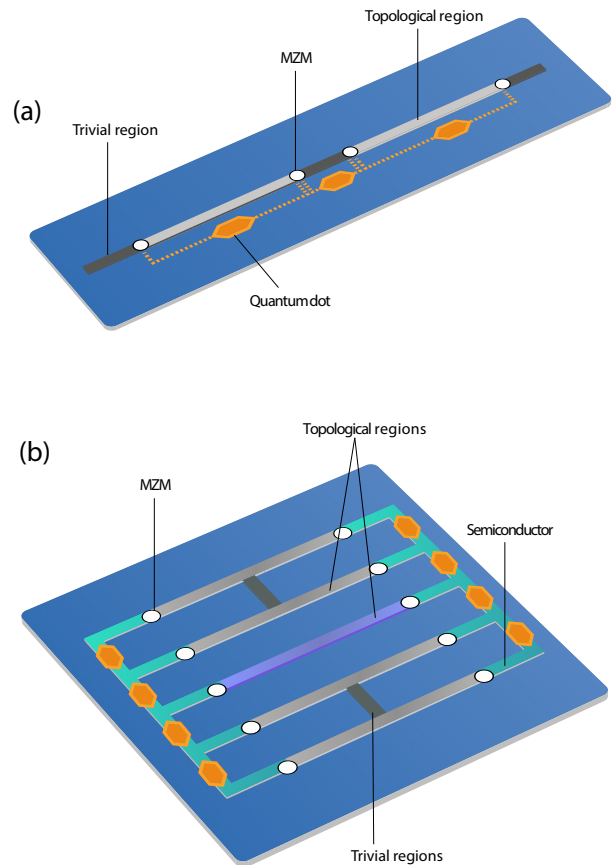 Topological region
MZM
(a)
Trivial region
Quantum dot
Topological regions
(b)
MZM
Semiconductor
Trivial regions